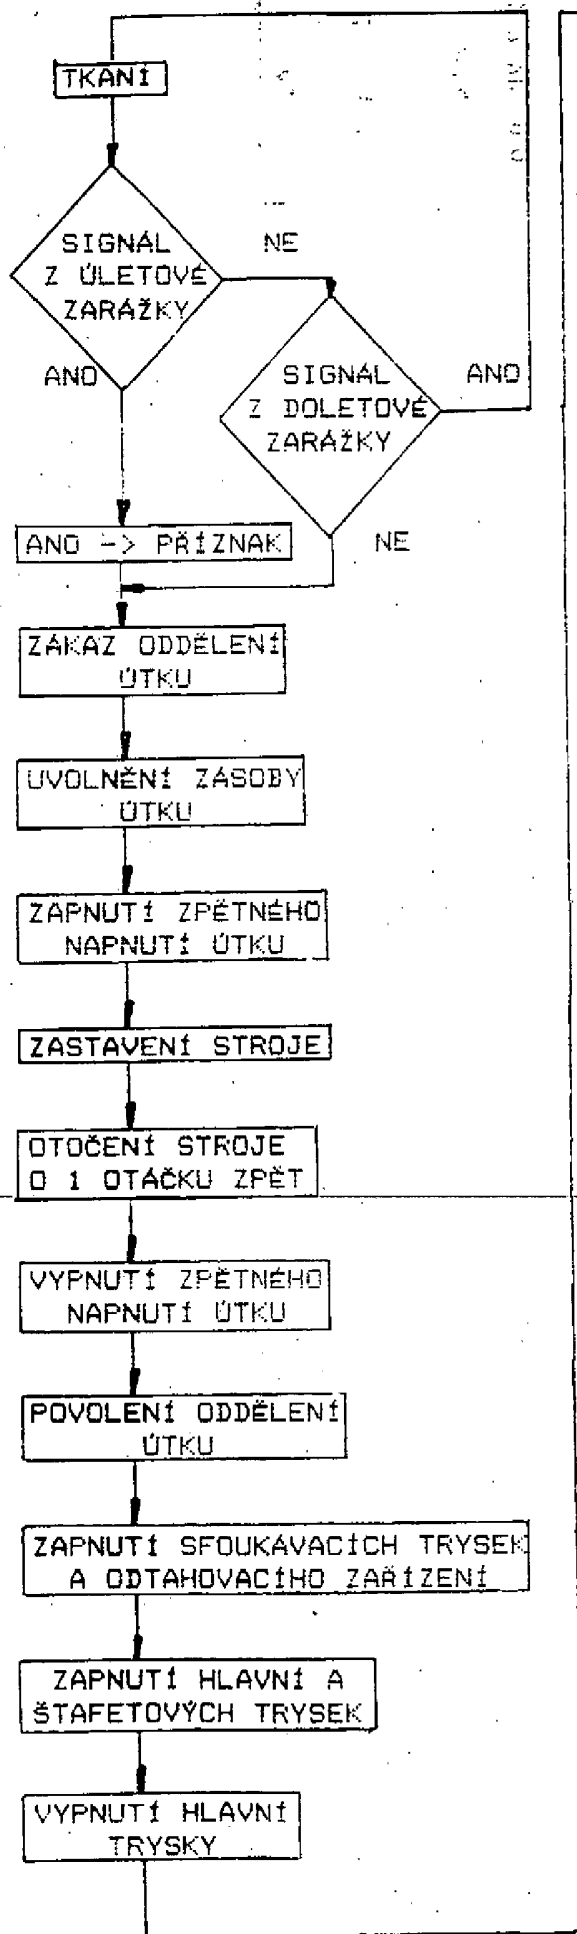 TKANÍ
SIGNÁL
Z ÚLETOVÉ
ZARÁŽKY
NE
ANO
SIGNÁL
Z DOLETOVÉ
ZARÁŽKY
ANO
NE
ANO -> PŘÍZNAK
ZÁKAZ ODDĚLENÍ
ÚTKU
UVOLNĚNÍ ZÁSOBY
ÚTKU
ZAPNUTÍ ZPĚTNÉHO
NAPNUTÍ ÚTKU
ZASTAVENÍ STROJE
OTOČENÍ STROJE
O 1 OTÁČKU ZPĚT
VYPNUTÍ ZPĚTNÉHO
NAPNUTÍ ÚTKU
POVOLENÍ ODDĚLENÍ
ÚTKU
ZAPNUTÍ SFOUKÁVACÍCH TRYSEK
A ODTAHOVACÍHO ZAŘÍZENÍ
ZAPNUTÍ HLAVNÍ A
ŠTAFETOVÝCH TRYSEK
VYPNUTÍ HLAVNÍ
TRYSKY